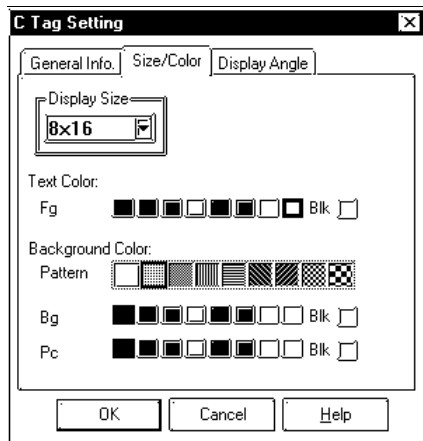 C Tag Setting
General Info. Size/Color Display Angle
Display Size
8×16
Text Color:
Fg Blk
Background Color:
Pattern
Bg Blk
Pc Blk
OK Cancel Help